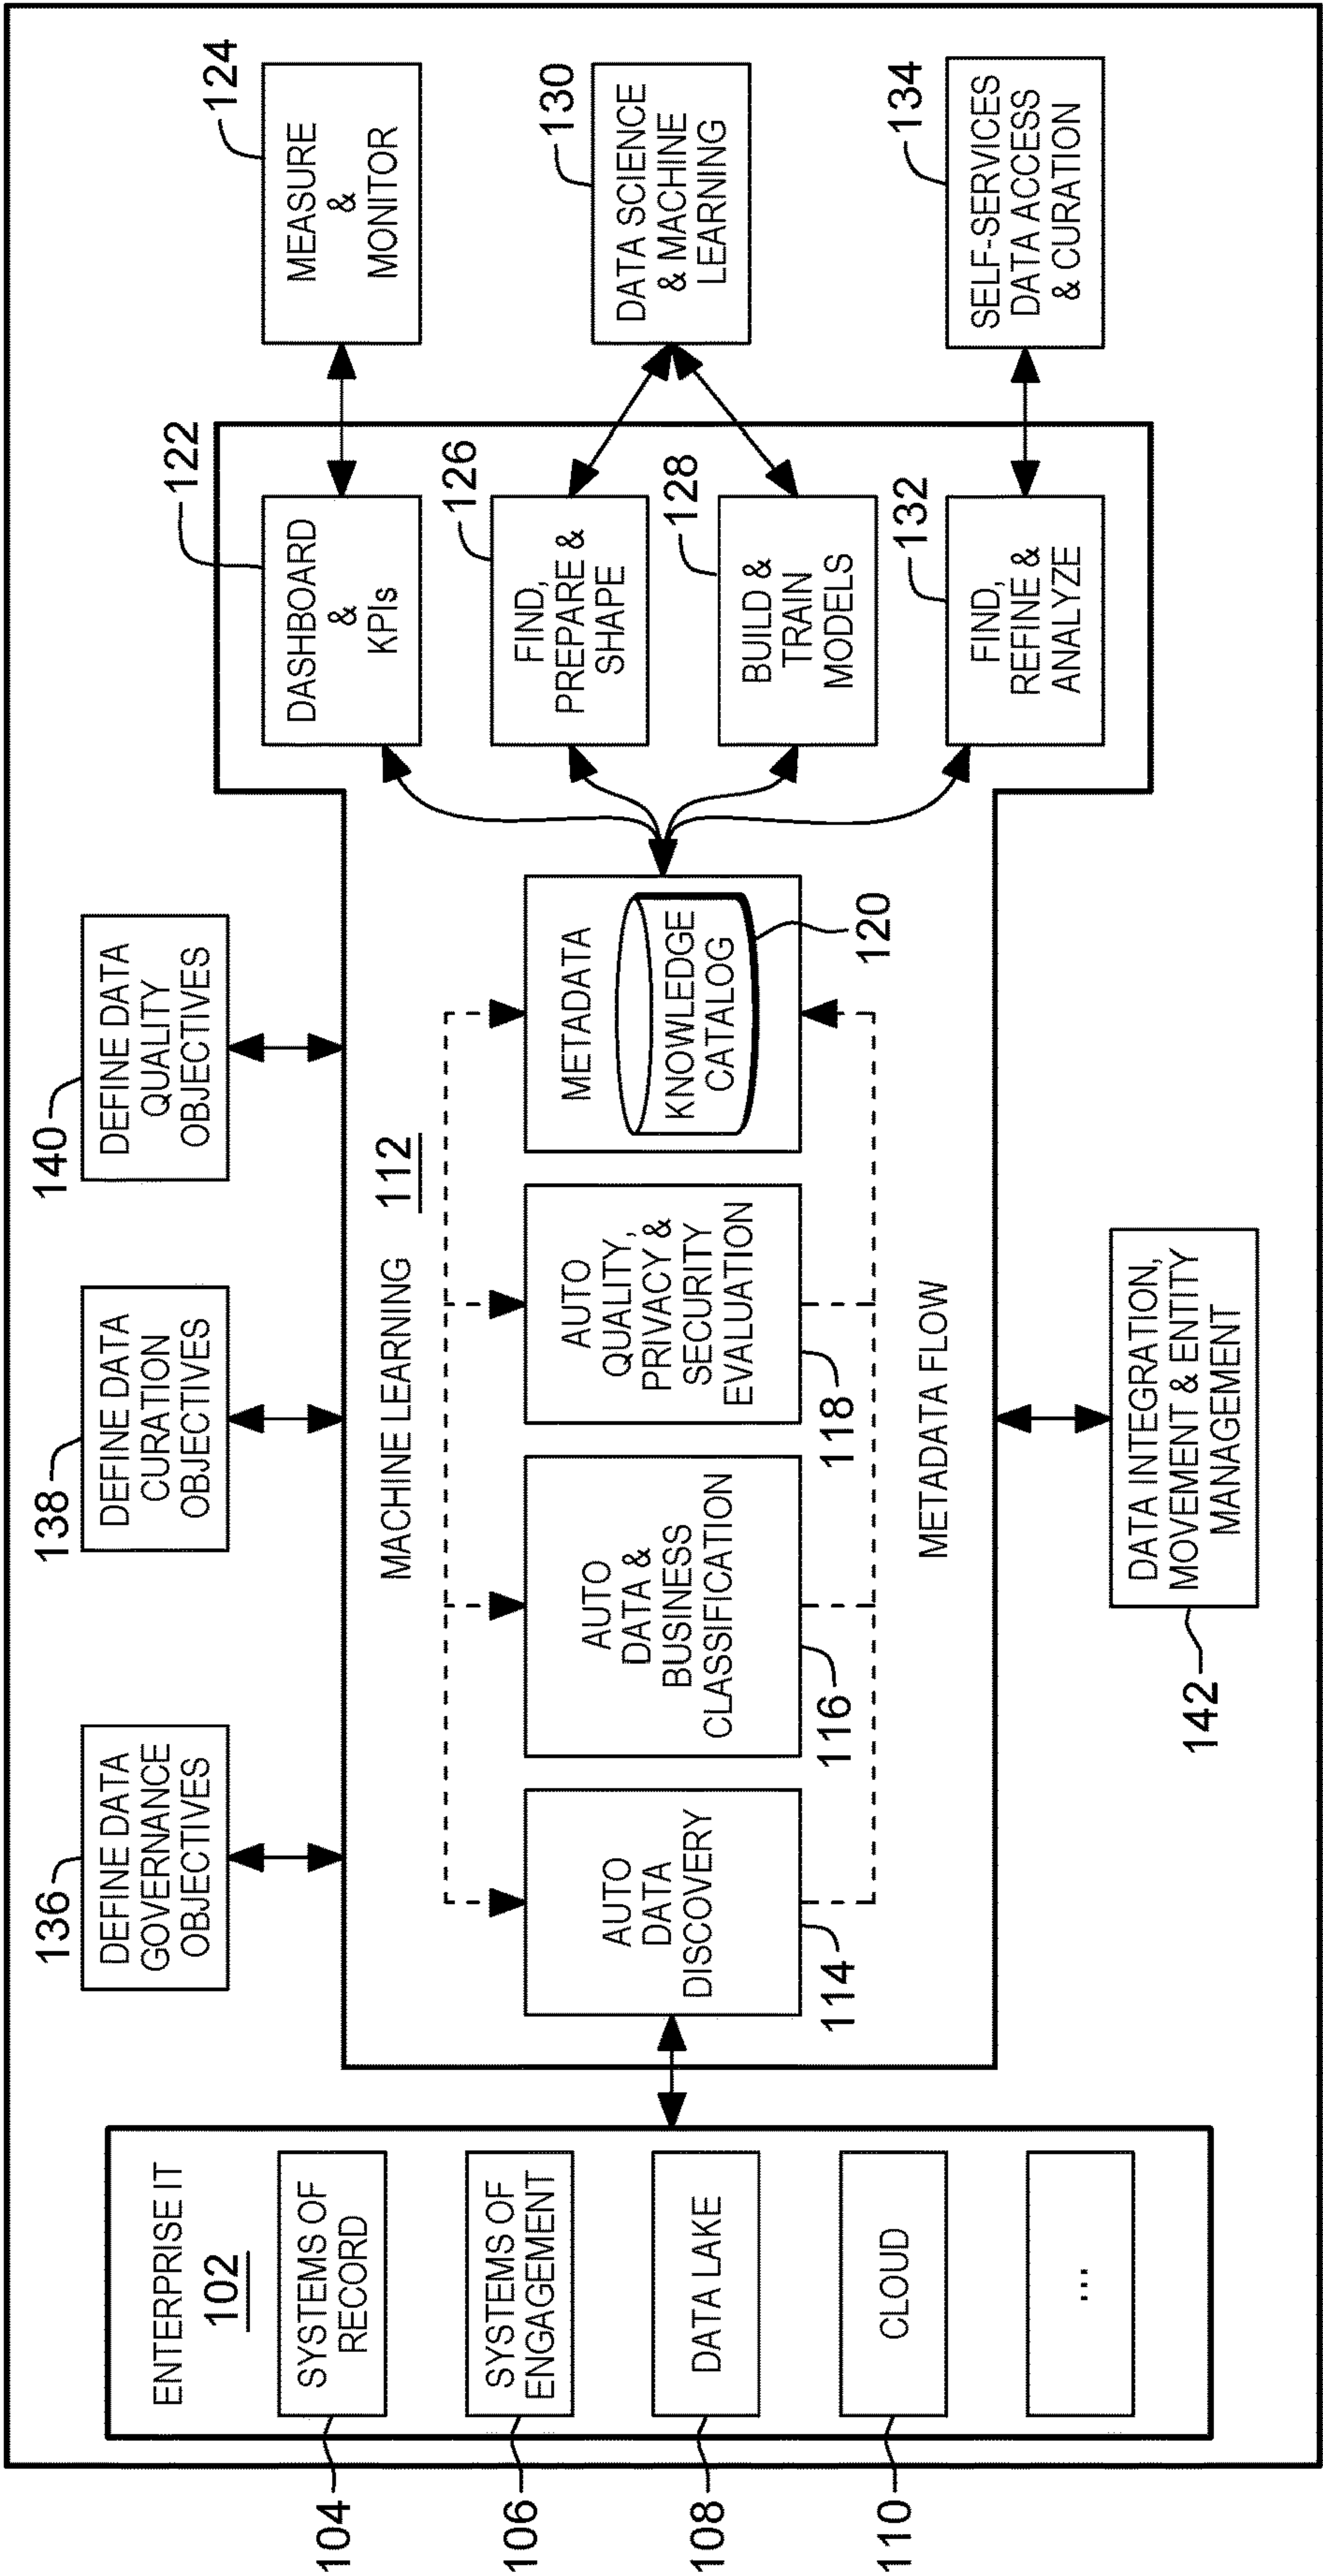 ENTERPRISE IT
102
SYSTEMS OF
RECORD
104
SYSTEMS OF
ENGAGEMENT
106
DATA LAKE
108
CLOUD
110
...
136
DEFINE DATA
GOVERNANCE
OBJECTIVES
138
DEFINE DATA
CURATION
OBJECTIVES
140
DEFINE DATA
QUALITY
OBJECTIVES
MACHINE LEARNING
112
AUTO
DATA
DISCOVERY
114
AUTO
DATA &
BUSINESS
CLASSIFICATION
116
AUTO
QUALITY,
PRIVACY &
SECURITY
EVALUATION
118
METADATA
KNOWLEDGE
CATALOG
120
METADATA FLOW
DATA INTEGRATION,
MOVEMENT & ENTITY
MANAGEMENT
142
122
DASHBOARD
&
KPIs
126
FIND,
PREPARE &
SHAPE
128
BUILD &
TRAIN
MODELS
132
FIND,
REFINE &
ANALYZE
124
MEASURE
&
MONITOR
130
DATA SCIENCE
& MACHINE
LEARNING
134
SELF-SERVICES
DATA ACCESS
& CURATION